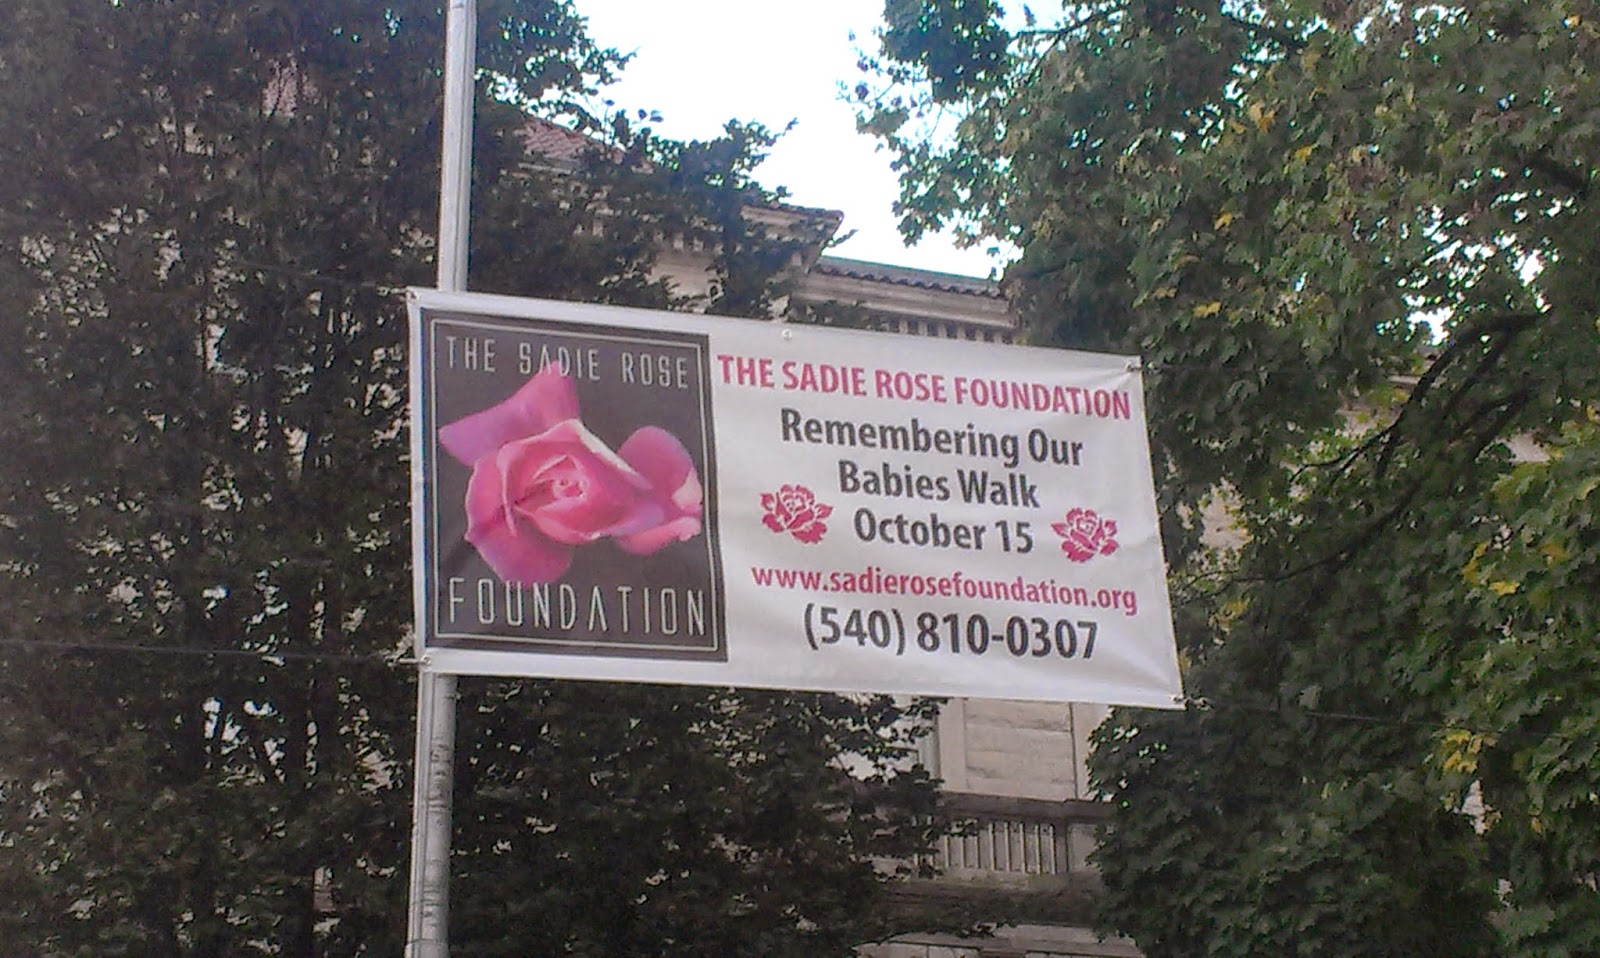 THE SADIE ROSE
FOUNDATION
THE SADIE ROSE FOUNDATION
Remembering Our
Babies Walk
October 15
www.sadierosefoundation.org
(540) 810-0307